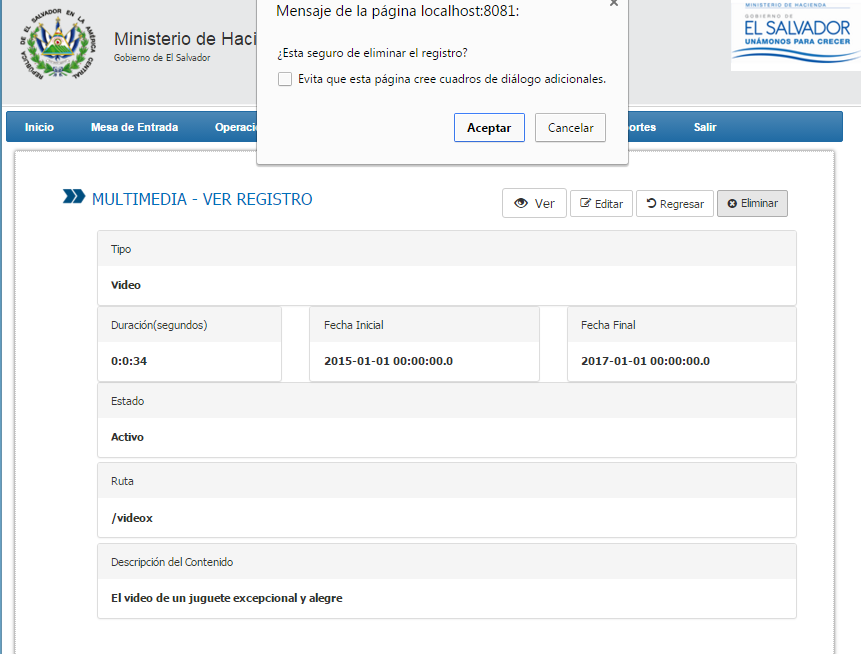 Mensaje de la página localhost:8081:
¿Esta seguro de eliminar el registro?
Evita que esta página cree cuadros de diálogo adicionales.
Aceptar Cancelar
REPÚBLICA DE EL SALVADOR EN LA AMÉRICA CENTRAL
Ministerio de Haci
Gobierno de El Salvador
MINISTERIO DE HACIENDA
GOBIERNO DE
EL SALVADOR
UNÁMONOS PARA CRECER
Inicio Mesa de Entrada Operaci ortes Salir
MULTIMEDIA - VER REGISTRO
Ver Editar Regresar Eliminar
Tipo
Video
Duración(segundos) Fecha Inicial Fecha Final
0:0:34 2015-01-01 00:00:00.0 2017-01-01 00:00:00.0
Estado
Activo
Ruta
/videox
Descripción del Contenido
El video de un juguete excepcional y alegre